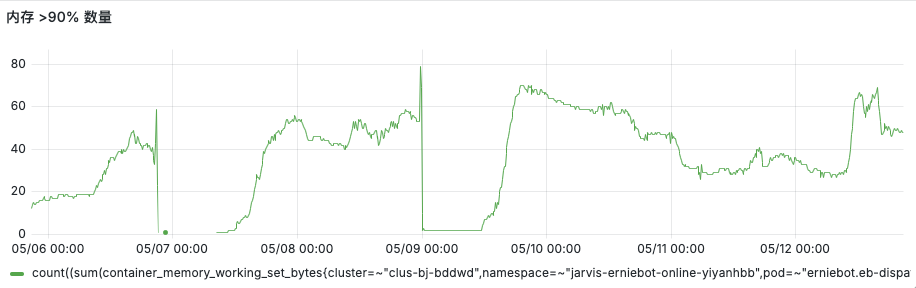 内存 >90% 数量
80
60
40
20
0
05/06 00:00 05/07 00:00 05/08 00:00 05/09 00:00 05/10 00:00 05/11 00:00 05/12 00:00
count((sum(container_memory_working_set_bytes{cluster=~"clus-bj-bddwd",namespace=~"jarvis-erniebot-online-yiyanhbb",pod=~"erniebot.eb-dispa